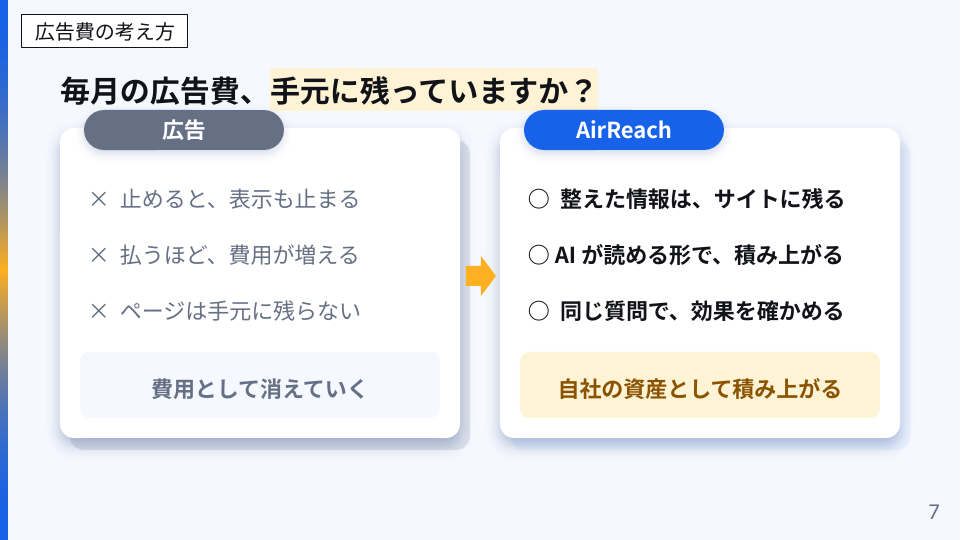 広告費の考え方
毎月の広告費、手元に残っていますか？
広告
× 止めると、表示も止まる
× 払うほど、費用が増える
× ページは手元に残らない
費用として消えていく
AirReach
○ 整えた情報は、サイトに残る
○ AI が読める形で、積み上がる
○ 同じ質問で、効果を確かめる
自社の資産として積み上がる
7